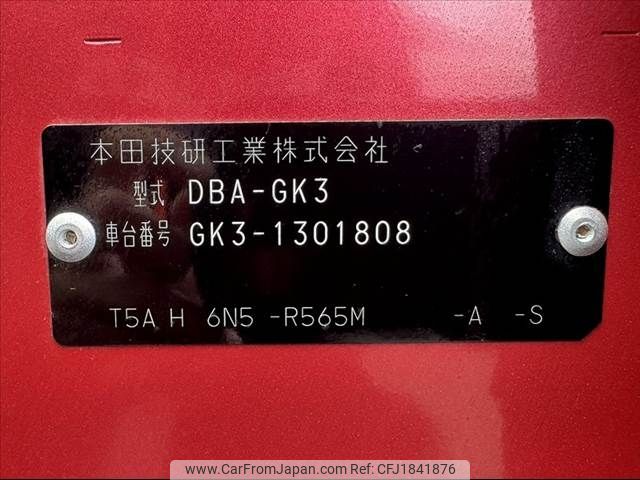 本田技研工業株式会社
型式 DBA-GK3
車台番号 GK3-1301808
T5A H 6N5 -R565M -A -S
www.CarFromJapan.com ref:CFJ1841876